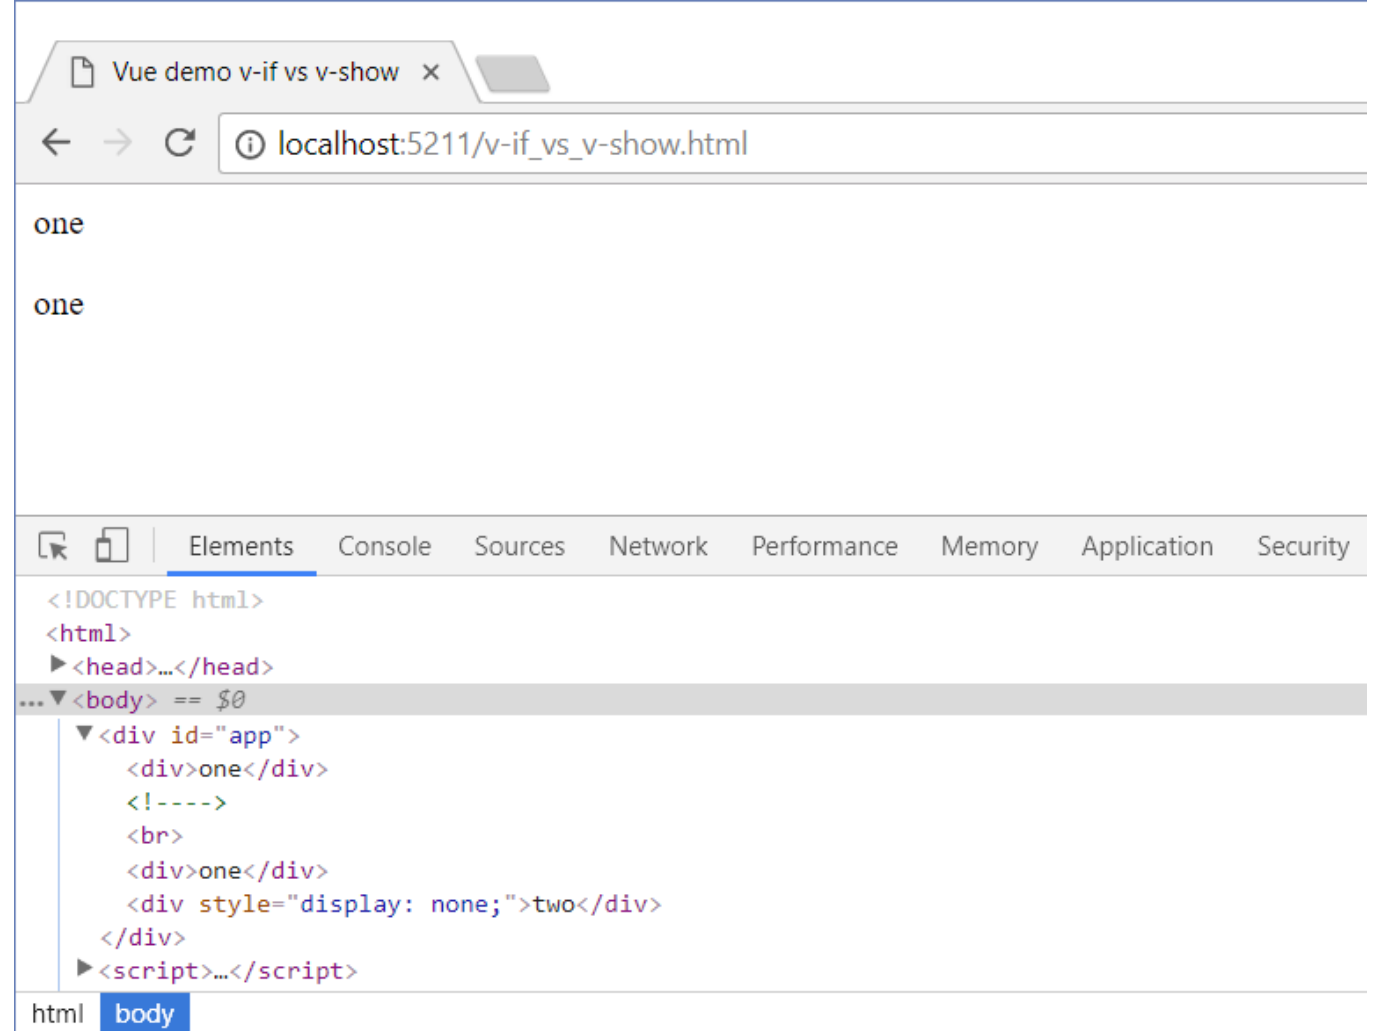 Vue demo v-if vs v-show ×
localhost:5211/v-if_vs_v-show.html
one
one
Elements Console Sources Network Performance Memory Application Security
<!DOCTYPE html>
<html>
▶<head>…</head>
…▼<body> == $0
▼<div id="app">
<div>one</div>
<!---->
<br>
<div>one</div>
<div style="display: none;">two</div>
</div>
▶<script>…</script>
html body